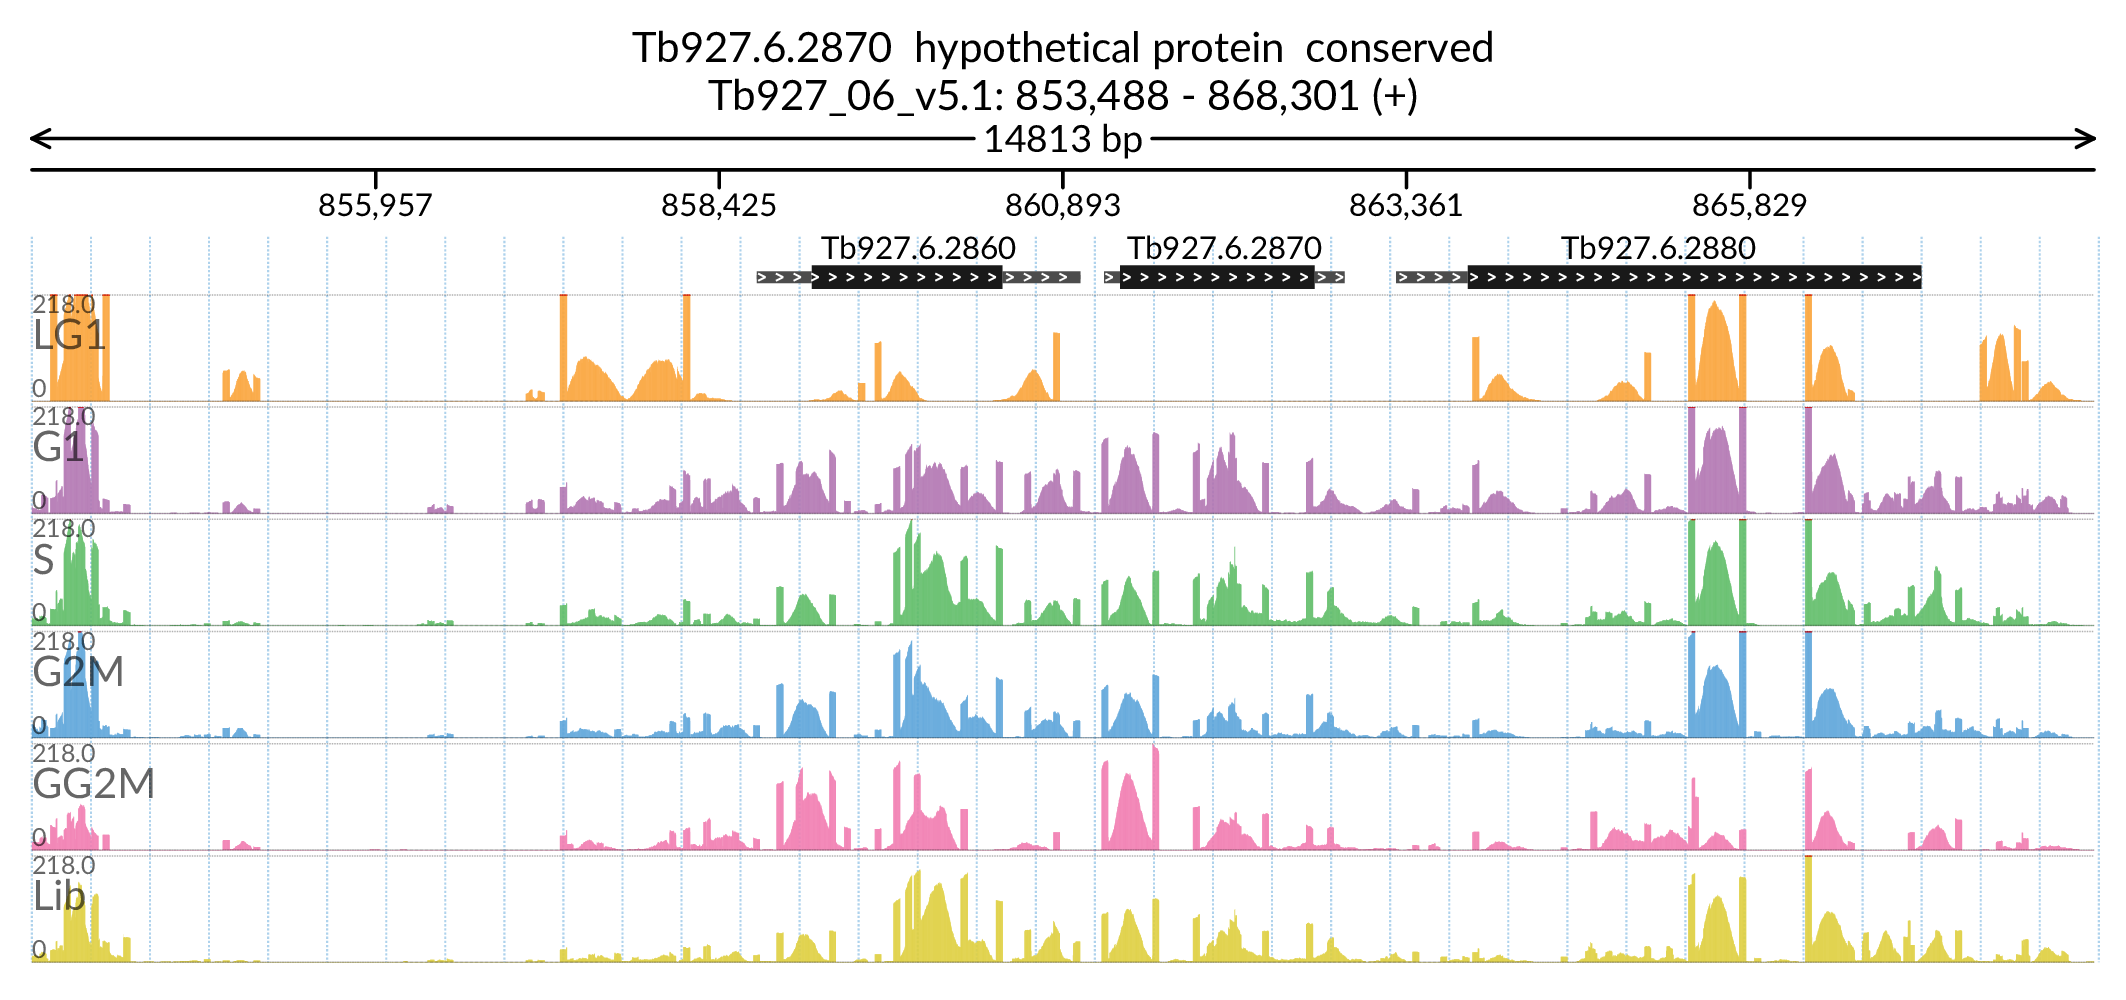 Tb927.6.2870 hypothetical protein conserved
Tb927_06_v5.1: 853,488 - 868,301 (+)
14813 bp
855,957 858,425 860,893 863,361 865,829
Tb927.6.2860 Tb927.6.2870 Tb927.6.2880
218.0
LG1
0
218.0
G1
0
218.0
S
0
218.0
G2M
0
218.0
GG2M
0
218.0
Lib
0